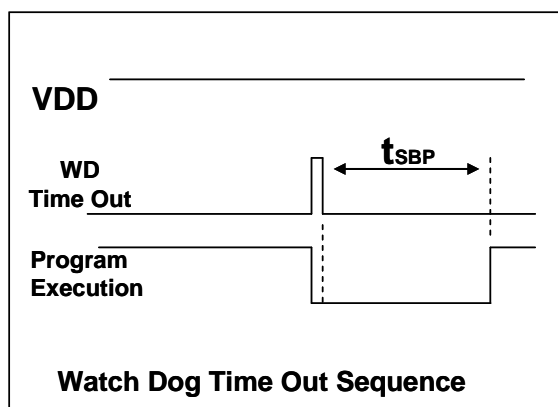 VDD
tSBP
WD
Time Out
Program
Execution
Watch Dog Time Out Sequence